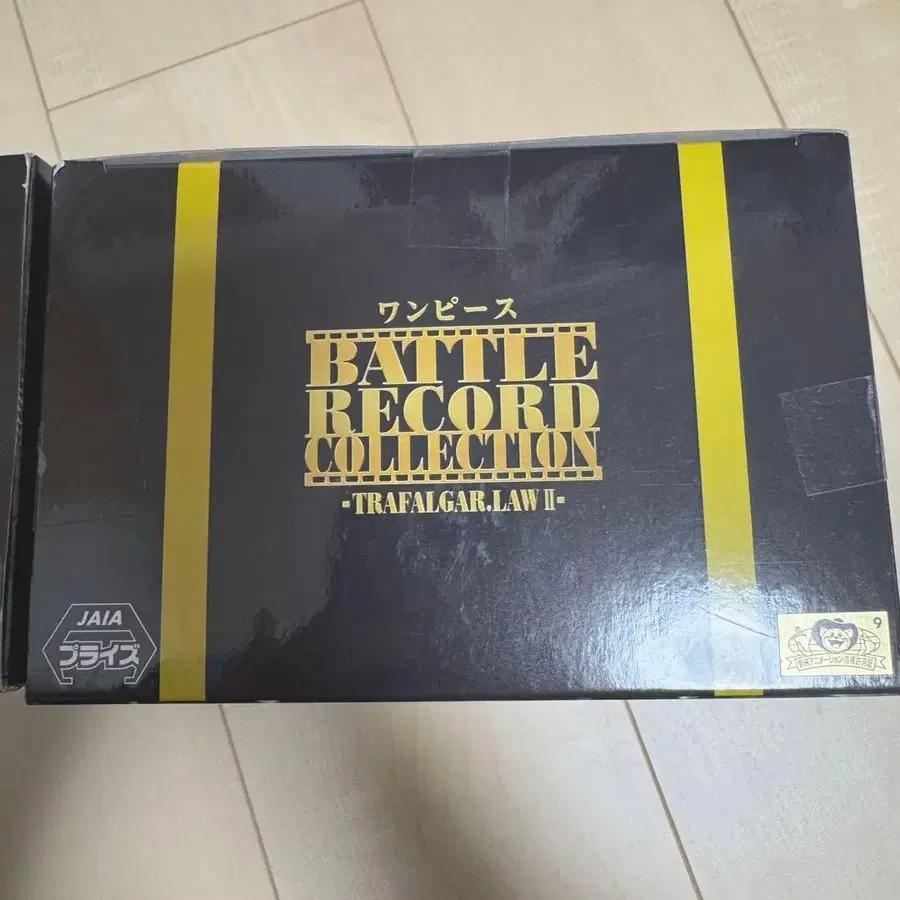 ワンピース
BATTLE
RECORD
COLLECTION
-TRAFALGAR.LAW II-
JAIA
プライズ
9